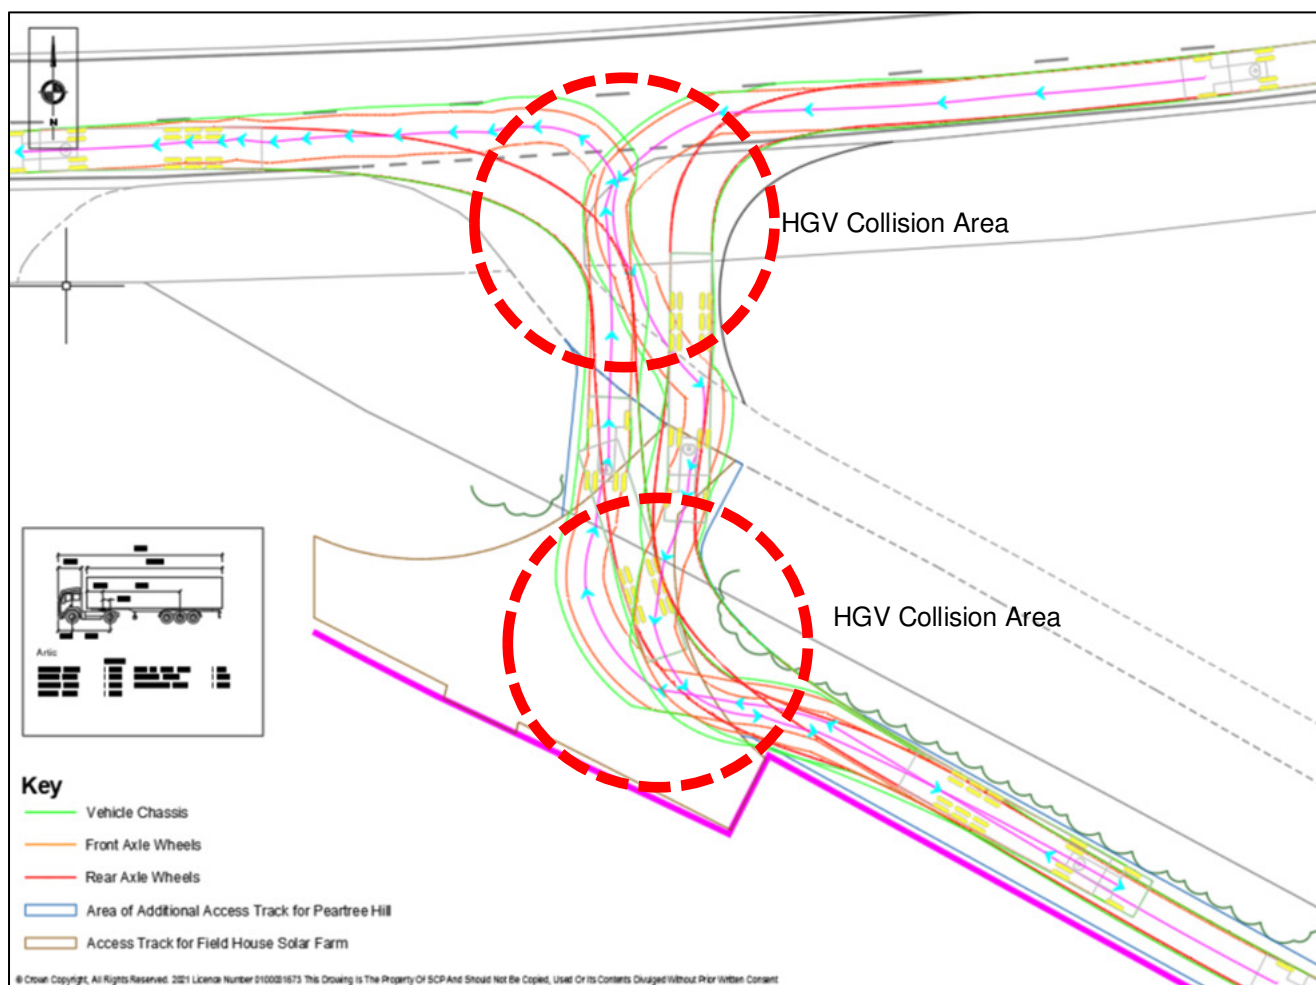 N
HGV Collision Area
HGV Collision Area
Artic
Key
Vehicle Chassis
Front Axle Wheels
Rear Axle Wheels
Area of Additional Access Track for Peartree Hill
Access Track for Field House Solar Farm
© Crown Copyright, All Rights Reserved. 2021 Licence Number 0100031673 This Drawing Is The Property Of SCP And Should Not Be Copied, Used Or Its Contents Divulged Without Prior Written Consent